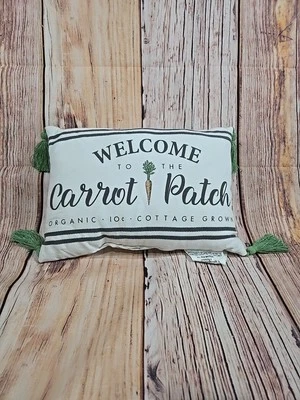 WELCOME
TO THE
Carrot Patch
ORGANIC · 10¢ · COTTAGE GROWN